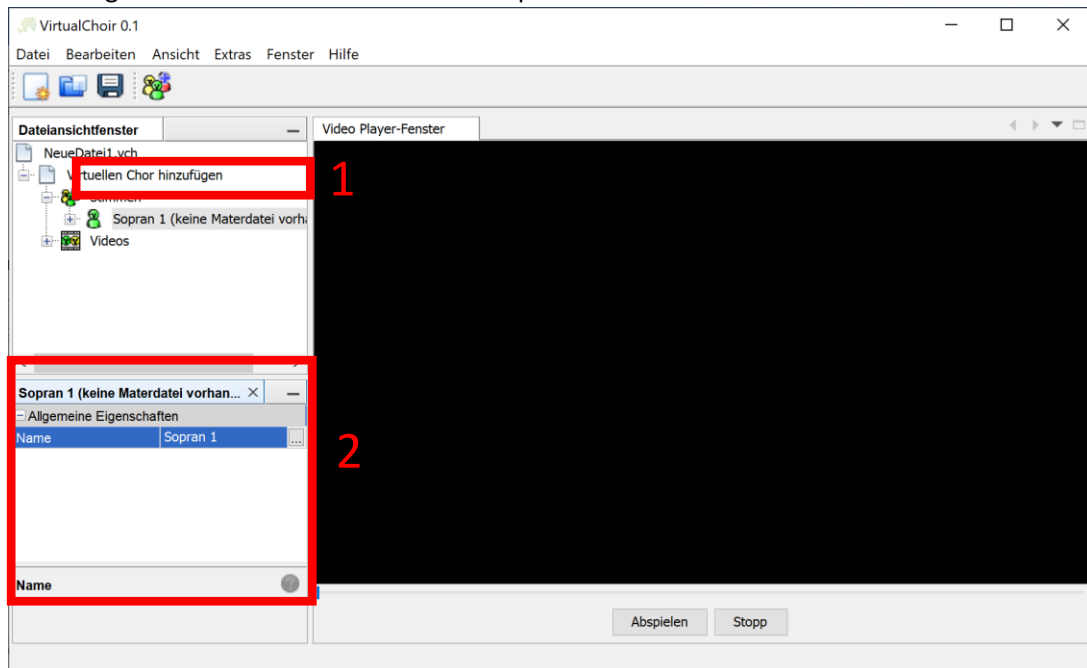 VirtualChoir 0.1
Datei Bearbeiten Ansicht Extras Fenster Hilfe
Dateiansichtfenster
Video Player-Fenster
NeueDatei1.vch
Virtuellen Chor hinzufügen
1
Stimmen
Sopran 1 (keine Materdatei vorha
Videos
Sopran 1 (keine Materdatei vorhan...
Allgemeine Eigenschaften
Name Sopran 1 ...
2
Name
Abspielen Stopp